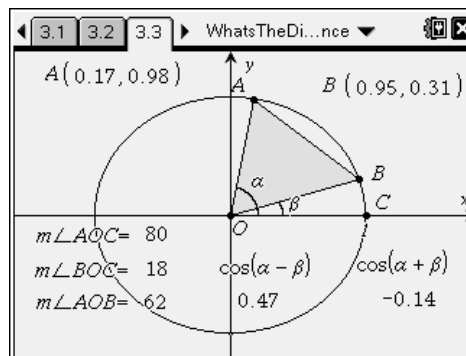 3.1 3.2 3.3 WhatsTheDi...nce
A(0.17,0.98) y B (0.95,0.31)
A
B
α
β
C x
O
m∠AOC= 80
m∠BOC= 18 cos(α−β) cos(α+β)
m∠AOB= 62 0.47 −0.14